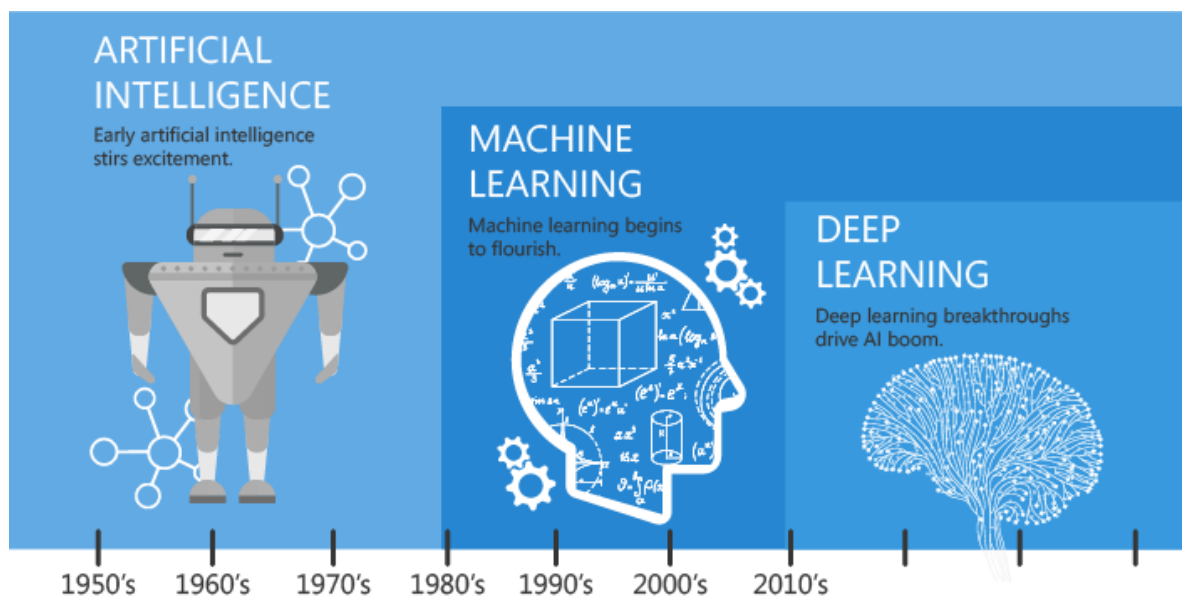 ARTIFICIAL
INTELLIGENCE
Early artificial intelligence
stirs excitement.
MACHINE
LEARNING
Machine learning begins
to flourish.
DEEP
LEARNING
Deep learning breakthroughs
drive AI boom.
1950's 1960's 1970's 1980's 1990's 2000's 2010's